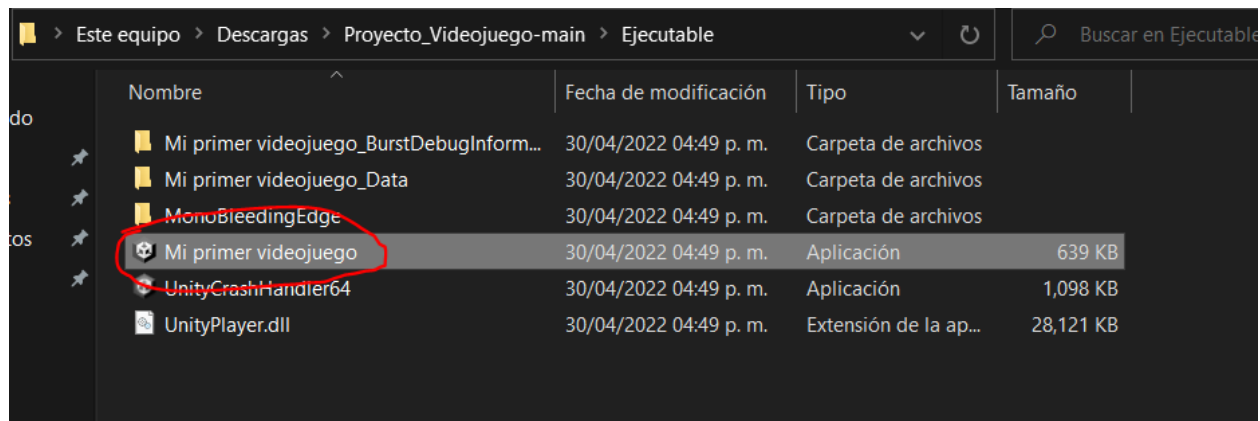 Este equipo > Descargas > Proyecto_Videojuego-main > Ejecutable Buscar en Ejecutable
Nombre Fecha de modificación Tipo Tamaño
do
Mi primer videojuego_BurstDebugInform... 30/04/2022 04:49 p. m. Carpeta de archivos
Mi primer videojuego_Data 30/04/2022 04:49 p. m. Carpeta de archivos
MonoBleedingEdge 30/04/2022 04:49 p. m. Carpeta de archivos
tos Mi primer videojuego 30/04/2022 04:49 p. m. Aplicación 639 KB
UnityCrashHandler64 30/04/2022 04:49 p. m. Aplicación 1,098 KB
UnityPlayer.dll 30/04/2022 04:49 p. m. Extensión de la ap... 28,121 KB